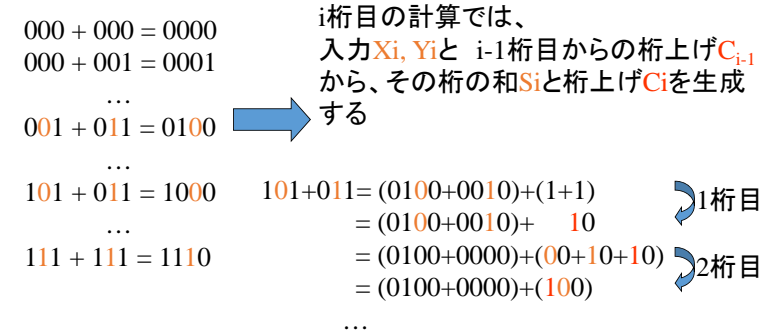 000 + 000 = 0000
000 + 001 = 0001
…
001 + 011 = 0100
…
101 + 011 = 1000
…
111 + 111 = 1110
i桁目の計算では、
入力Xi, Yiと i-1桁目からの桁上げCi-1
から、その桁の和Siと桁上げCiを生成
する
101+011= (0100+0010)+(1+1)
= (0100+0010)+ 10
= (0100+0000)+(00+10+10)
= (0100+0000)+(100)
…
1桁目
2桁目